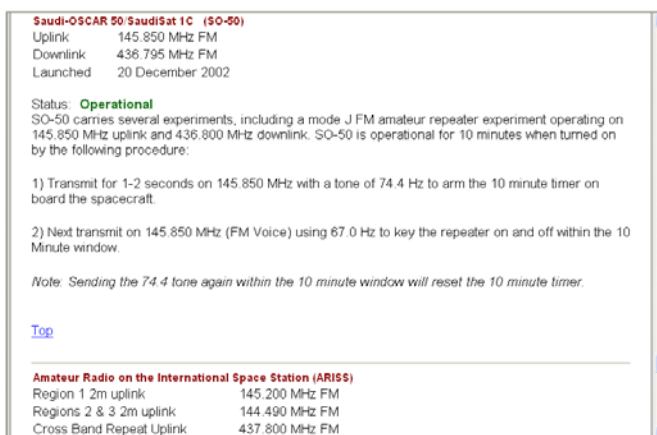 Saudi-OSCAR 50/SaudiSat 1C (SO-50)
Uplink 145.850 MHz FM
Downlink 436.795 MHz FM
Launched 20 December 2002
Status: Operational
SO-50 carries several experiments, including a mode J FM amateur repeater experiment operating on
145.850 MHz uplink and 436.800 MHz downlink. SO-50 is operational for 10 minutes when turned on
by the following procedure:
1) Transmit for 1-2 seconds on 145.850 MHz with a tone of 74.4 Hz to arm the 10 minute timer on
board the spacecraft.
2) Next transmit on 145.850 MHz (FM Voice) using 67.0 Hz to key the repeater on and off within the 10
Minute window.
Note: Sending the 74.4 tone again within the 10 minute window will reset the 10 minute timer.
Top
Amateur Radio on the International Space Station (ARISS)
Region 1 2m uplink 145.200 MHz FM
Regions 2 & 3 2m uplink 144.490 MHz FM
Cross Band Repeat Uplink 437.800 MHz FM